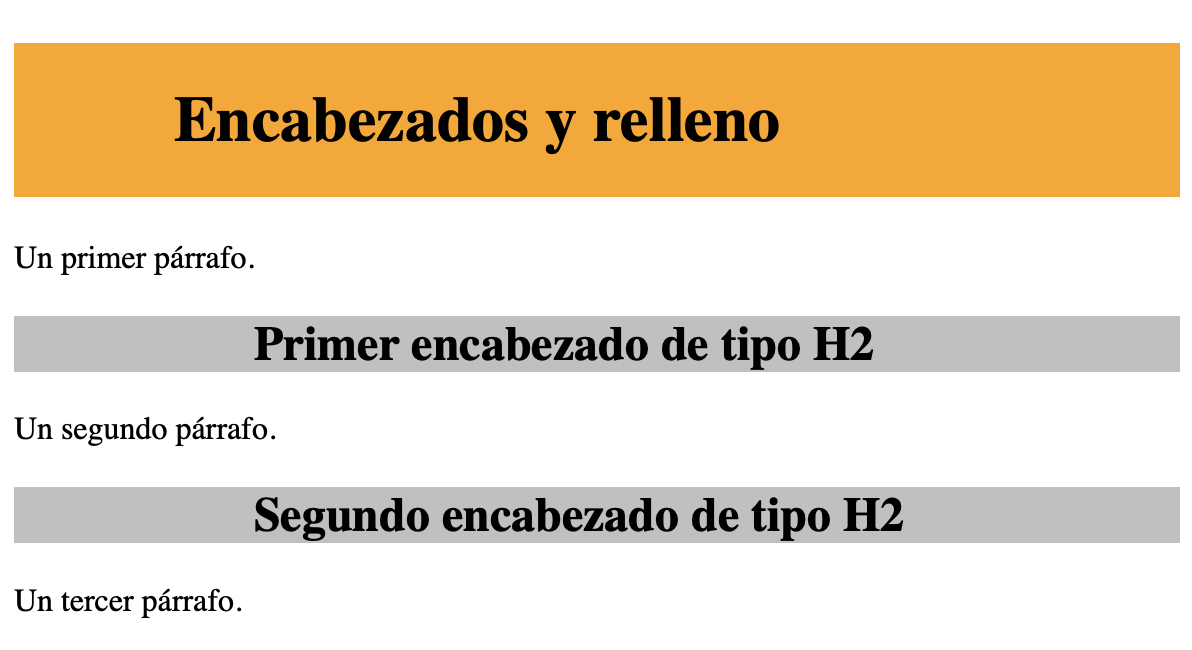 Encabezados y relleno
Un primer párrafo.
Primer encabezado de tipo H2
Un segundo párrafo.
Segundo encabezado de tipo H2
Un tercer párrafo.